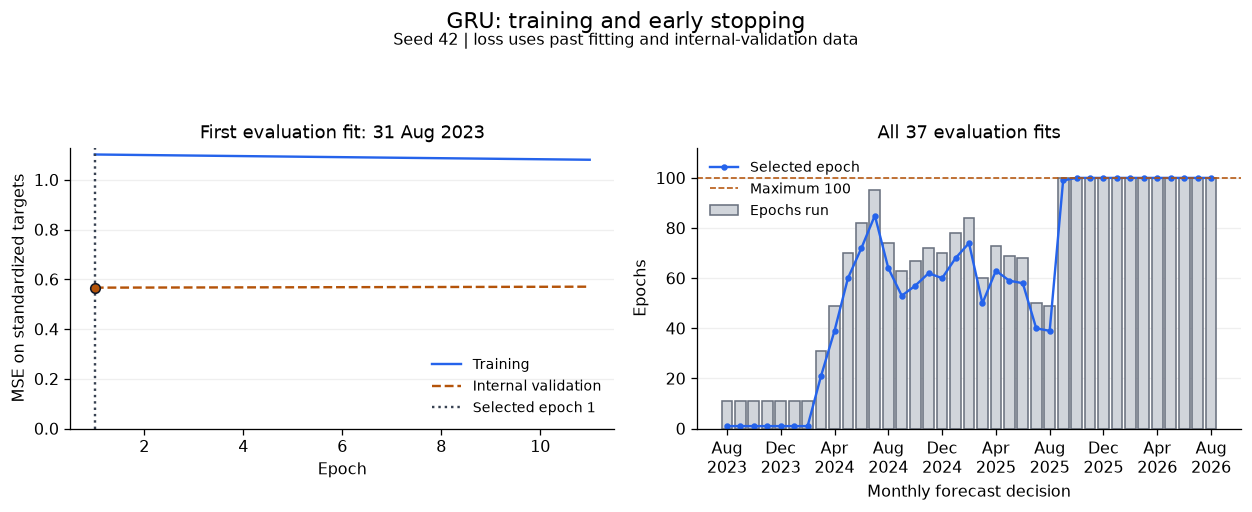 GRU: training and early stopping
Seed 42 | loss uses past fitting and internal-validation data
First evaluation fit: 31 Aug 2023
MSE on standardized targets
1.0
0.8
0.6
0.4
0.2
0.0
2 4 6 8 10
Epoch
Training
Internal validation
Selected epoch 1
All 37 evaluation fits
Epochs
100
80
60
40
20
0
Selected epoch
Maximum 100
Epochs run
Aug Dec Apr Aug Dec Apr Aug Dec Apr Aug
2023 2023 2024 2024 2024 2025 2025 2025 2026 2026
Monthly forecast decision